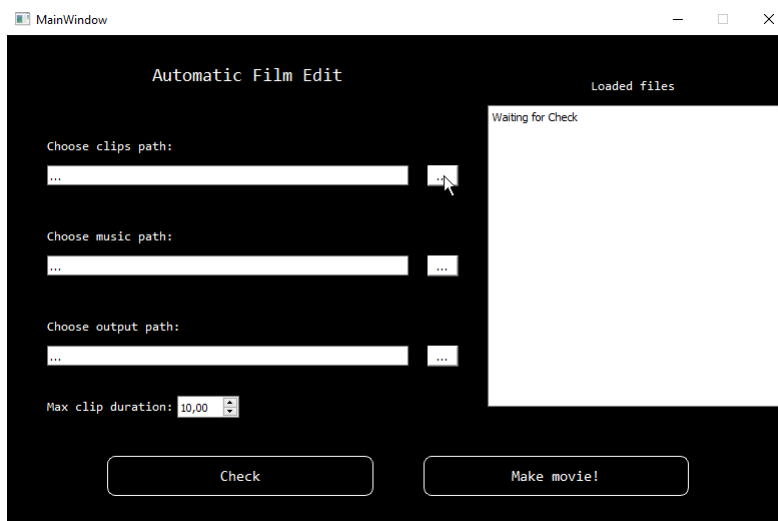 MainWindow
Automatic Film Edit
Loaded files
Waiting for Check
Choose clips path:
...
...
Choose music path:
...
...
Choose output path:
...
...
Max clip duration: 10,00
Check
Make movie!